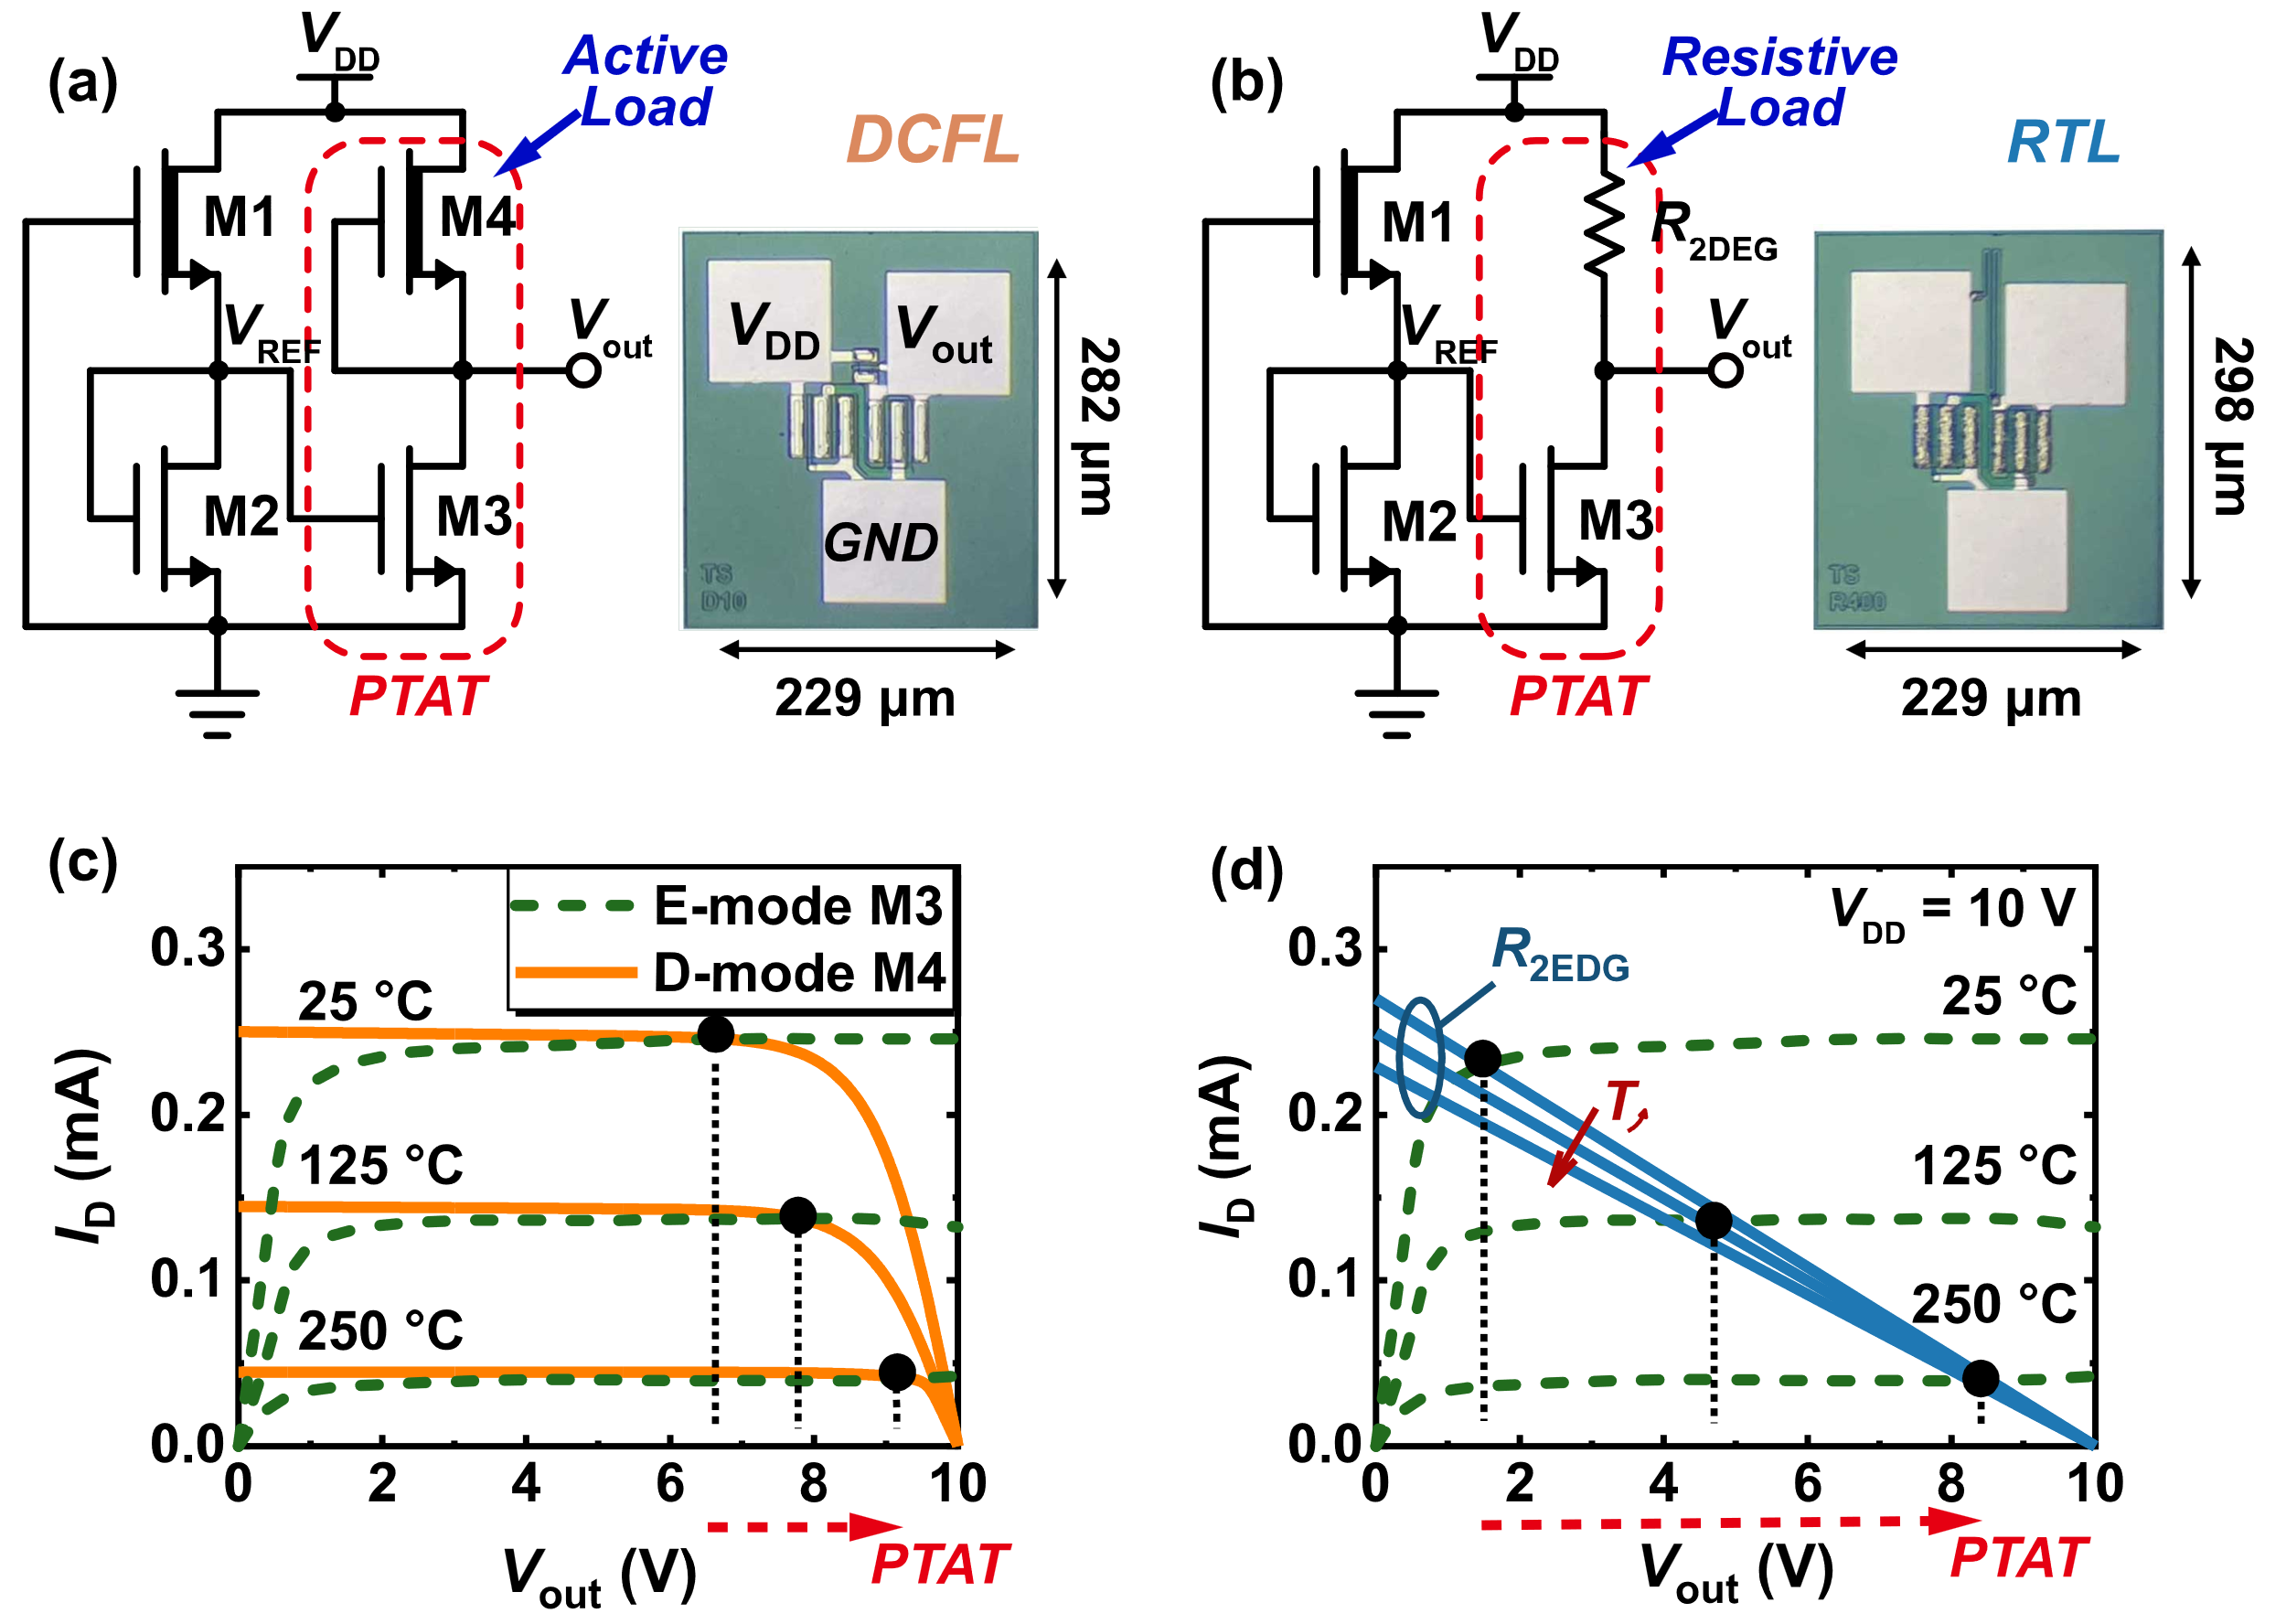 (a)
VDD
Active
Load
DCFL
M1
M4
VREF
Vout
M2
M3
PTAT
VDD
Vout
GND
TS
D10
282 µm
229 µm
(b)
VDD
Resistive
Load
RTL
M1
R2DEG
VREF
Vout
M2
M3
PTAT
TS
R400
298 µm
229 µm
(c)
E-mode M3
D-mode M4
25 °C
125 °C
250 °C
0.3
0.2
0.1
0.0
ID (mA)
0 2 4 6 8 10
Vout (V)
PTAT
(d)
VDD = 10 V
R2EDG
25 °C
T
125 °C
250 °C
0.3
0.2
0.1
0.0
ID (mA)
0 2 4 6 8 10
Vout (V)
PTAT